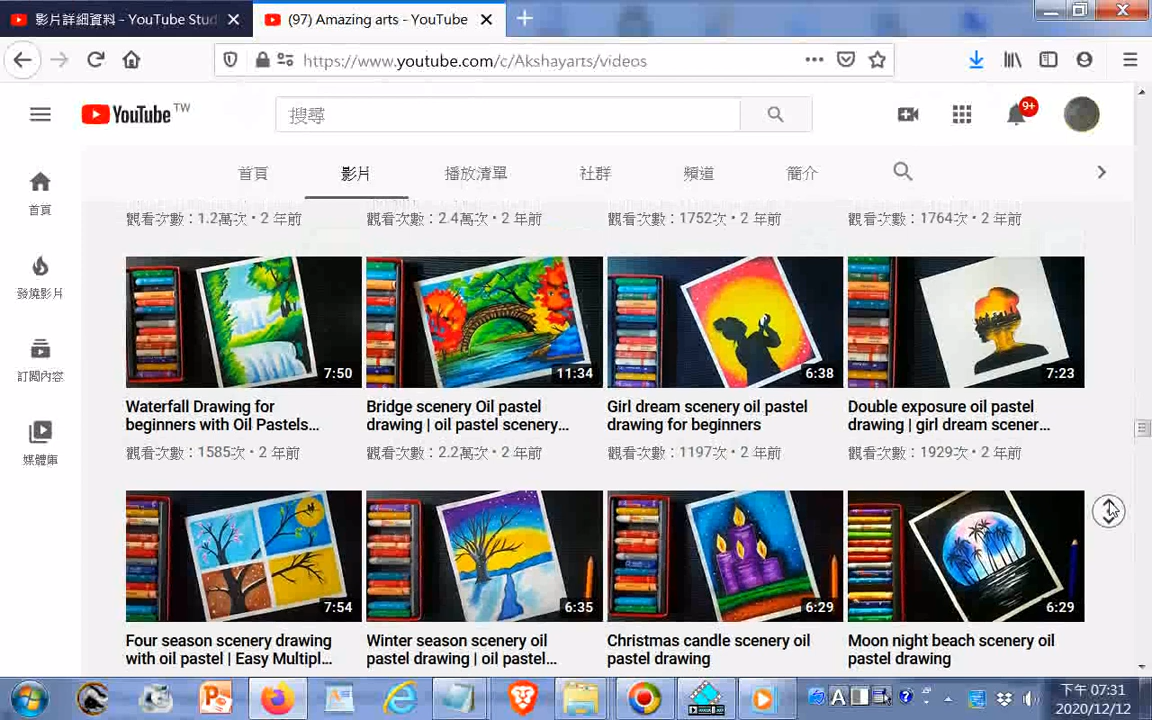 影片詳細資料 - YouTube Stud
(97) Amazing arts - YouTube
https://www.youtube.com/c/Akshayarts/videos
YouTube TW
搜尋
9+
首頁
影片
播放清單
社群
頻道
簡介
首頁
發燒影片
訂閱內容
媒體庫
觀看次數：1.2萬次・2 年前
觀看次數：2.4萬次・2 年前
觀看次數：1752次・2 年前
觀看次數：1764次・2 年前
7:50
11:34
6:38
7:23
Waterfall Drawing for
beginners with Oil Pastels...
觀看次數：1585次・2 年前
Bridge scenery Oil pastel
drawing | oil pastel scenery...
觀看次數：2.2萬次・2 年前
Girl dream scenery oil pastel
drawing for beginners
觀看次數：1197次・2 年前
Double exposure oil pastel
drawing | girl dream scener...
觀看次數：1929次・2 年前
7:54
6:35
6:29
6:29
Four season scenery drawing
with oil pastel | Easy Multipl...
Winter season scenery oil
pastel drawing | oil pastel...
Christmas candle scenery oil
pastel drawing
Moon night beach scenery oil
pastel drawing
A
下午 07:31
2020/12/12